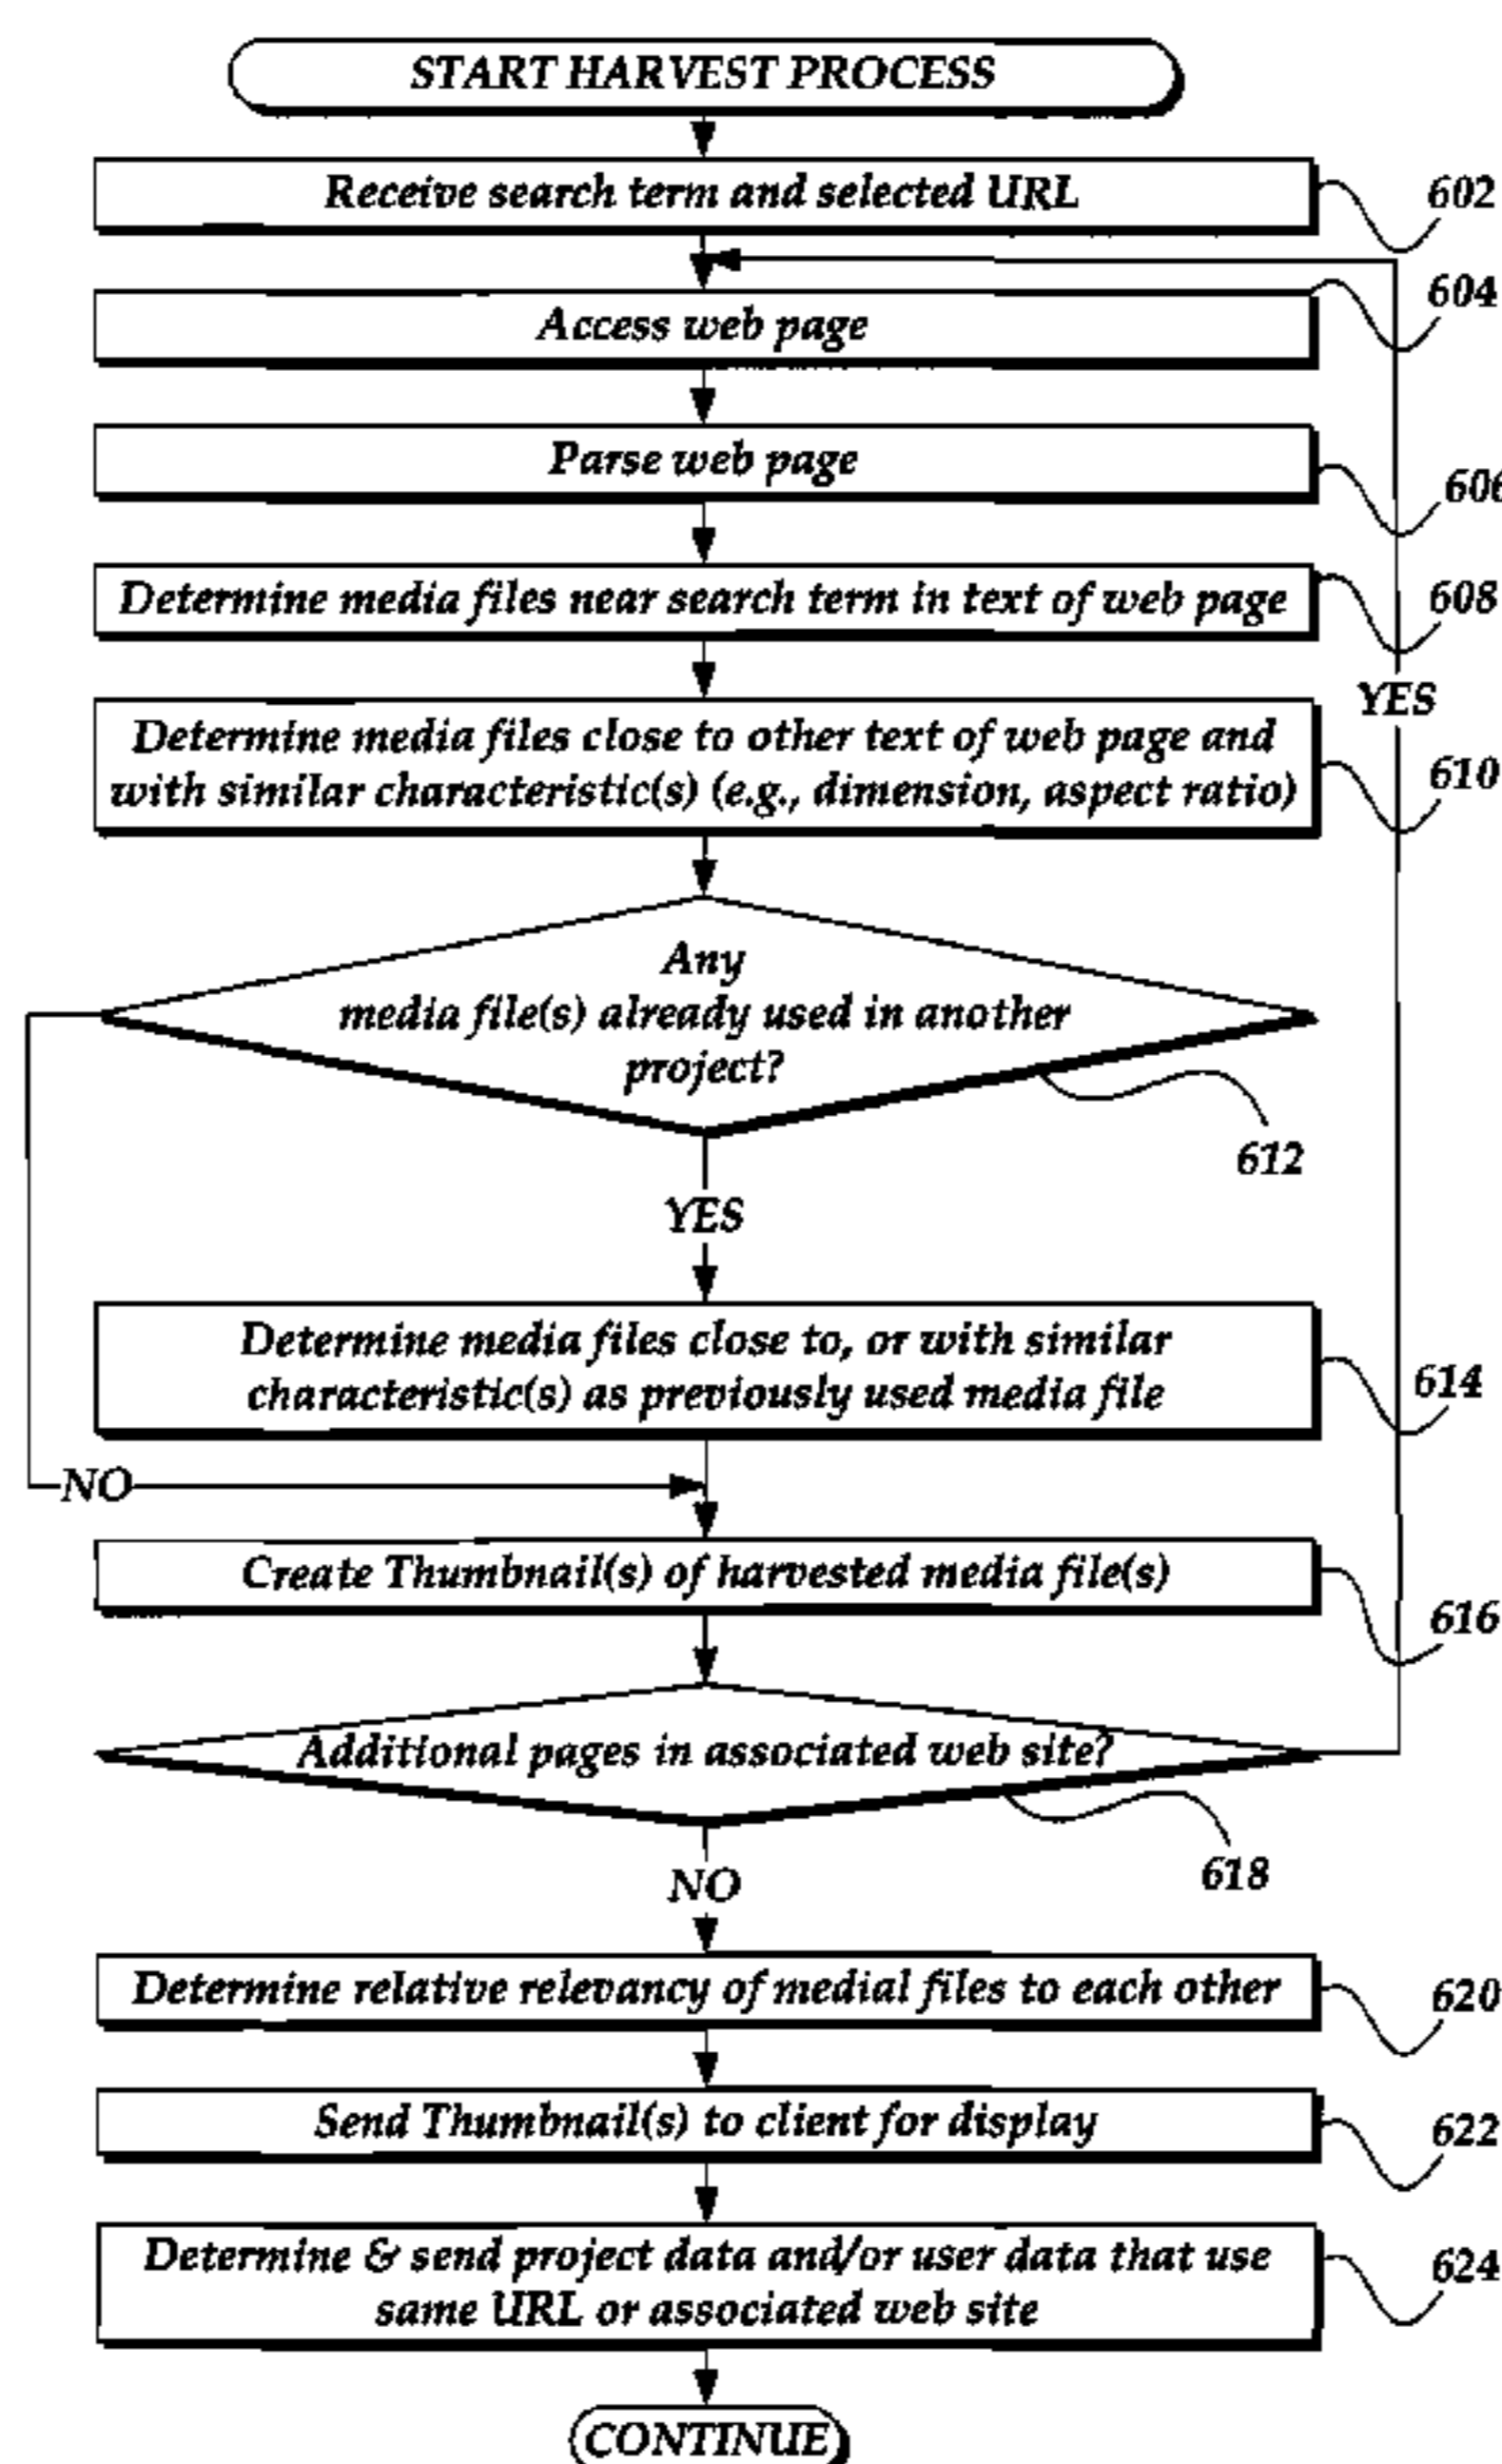 START HARVEST PROCESS
Receive search term and selected URL
602
Access web page
604
Parse web page
606
Determine media files near search term in text of web page
608
YES
Determine media files close to other text of web page and
with similar characteristic(s) (e.g., dimension, aspect ratio)
610
Any
media file(s) already used in another
project?
612
YES
Determine media files close to, or with similar
characteristic(s) as previously used media file
614
NO
Create Thumbnail(s) of harvested media file(s)
616
Additional pages in associated web site?
618
NO
Determine relative relevancy of medial files to each other
620
Send Thumbnail(s) to client for display
622
Determine & send project data and/or user data that use
same URL or associated web site
624
CONTINUE